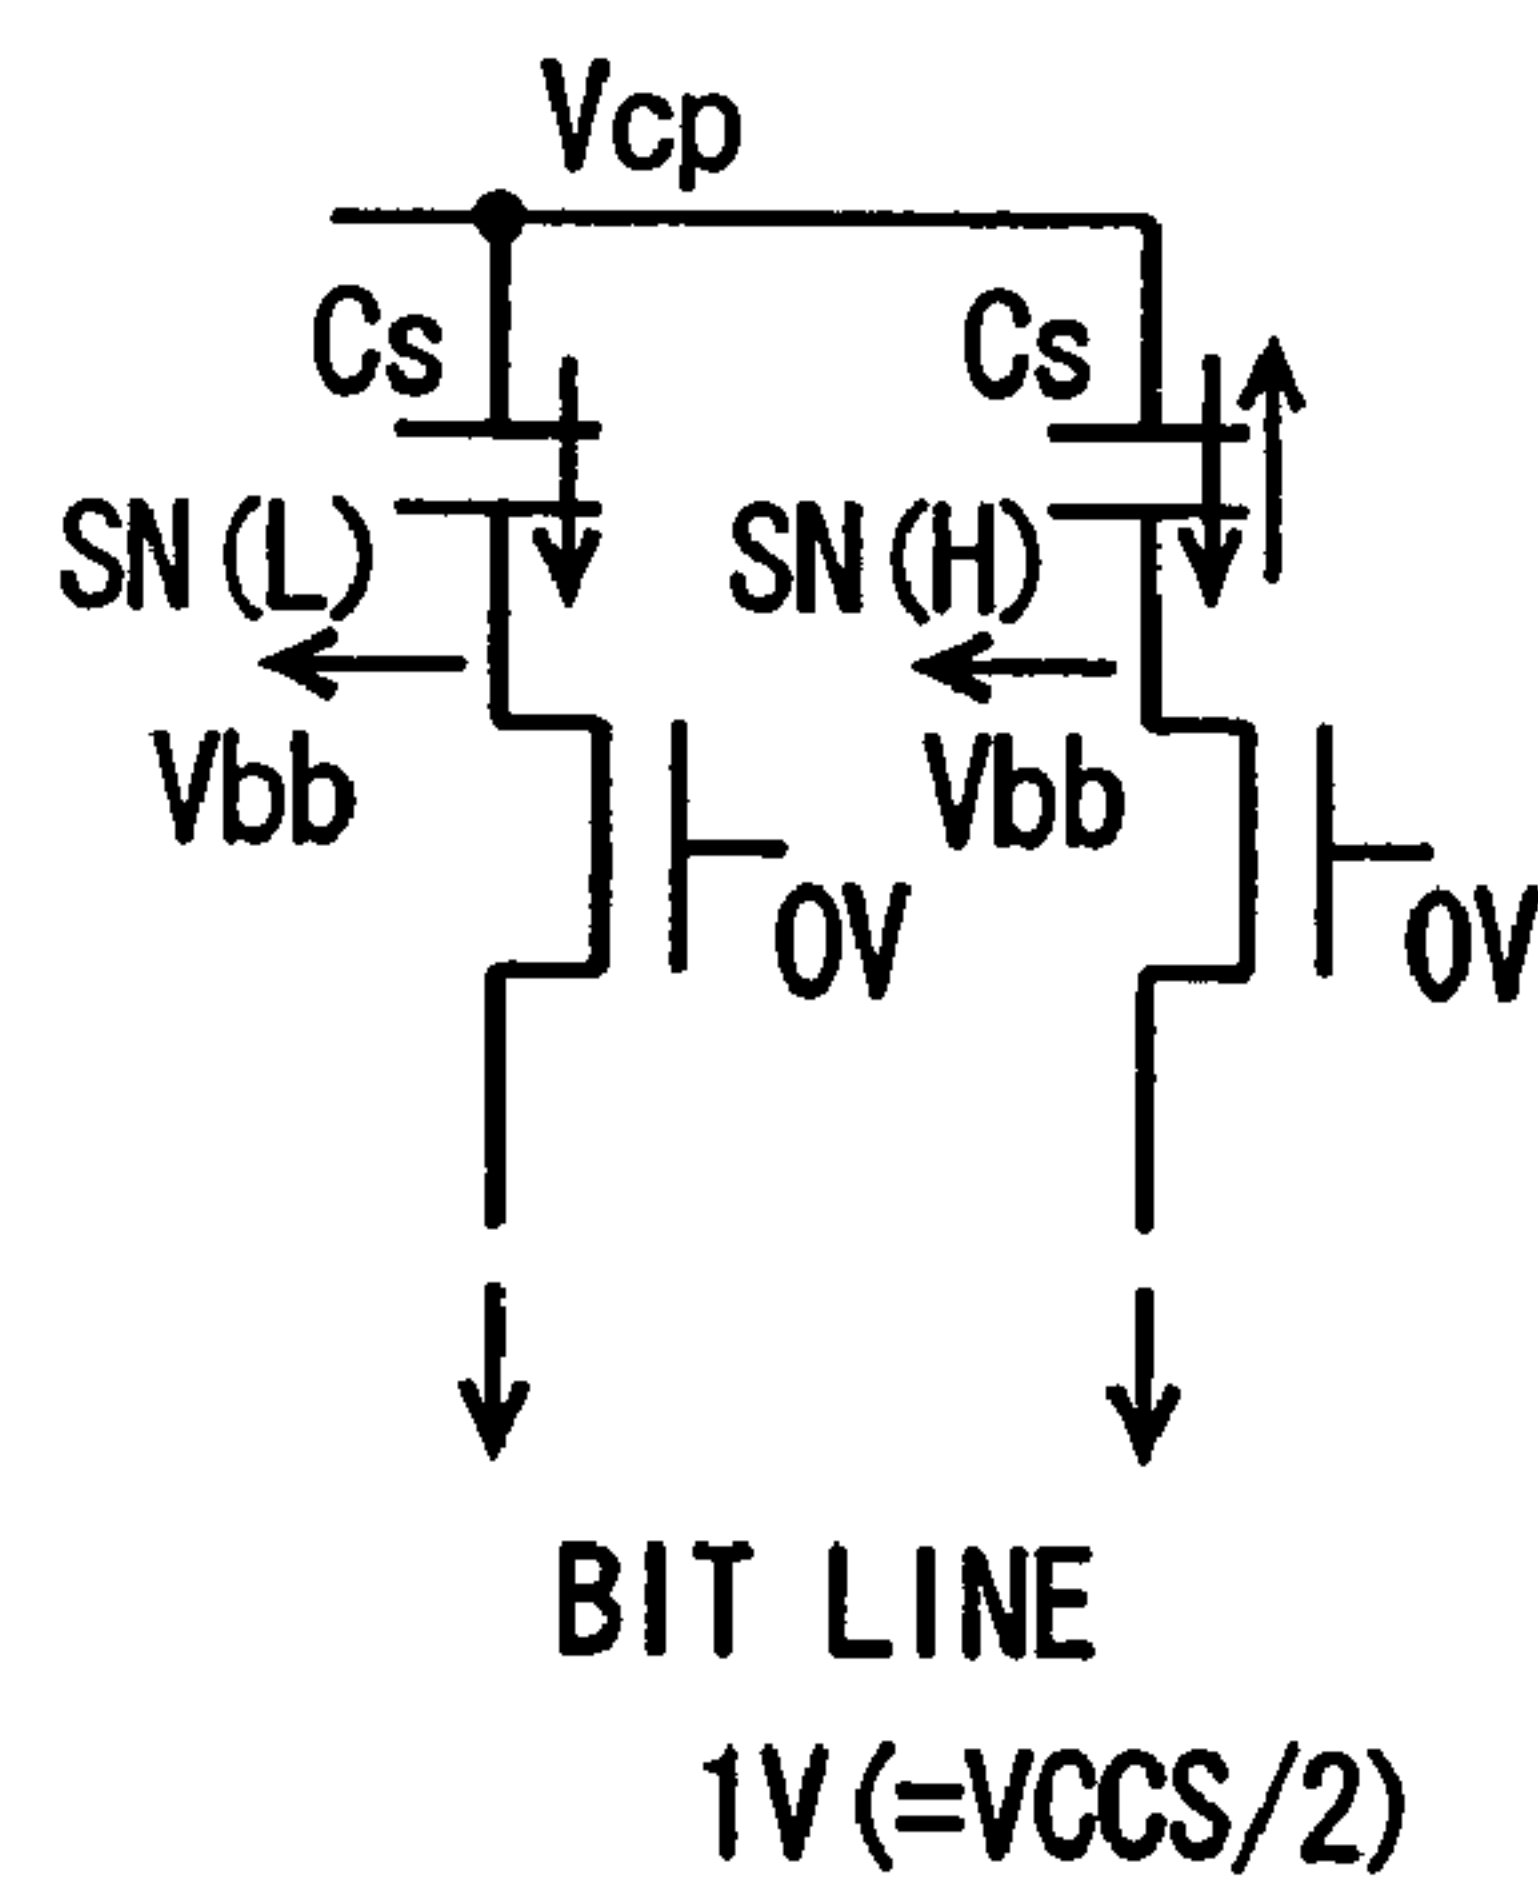 Vcp
Cs Cs
SN(L) SN(H)
Vbb Vbb
0V 0V
BIT LINE
1V(=VCCS/2)